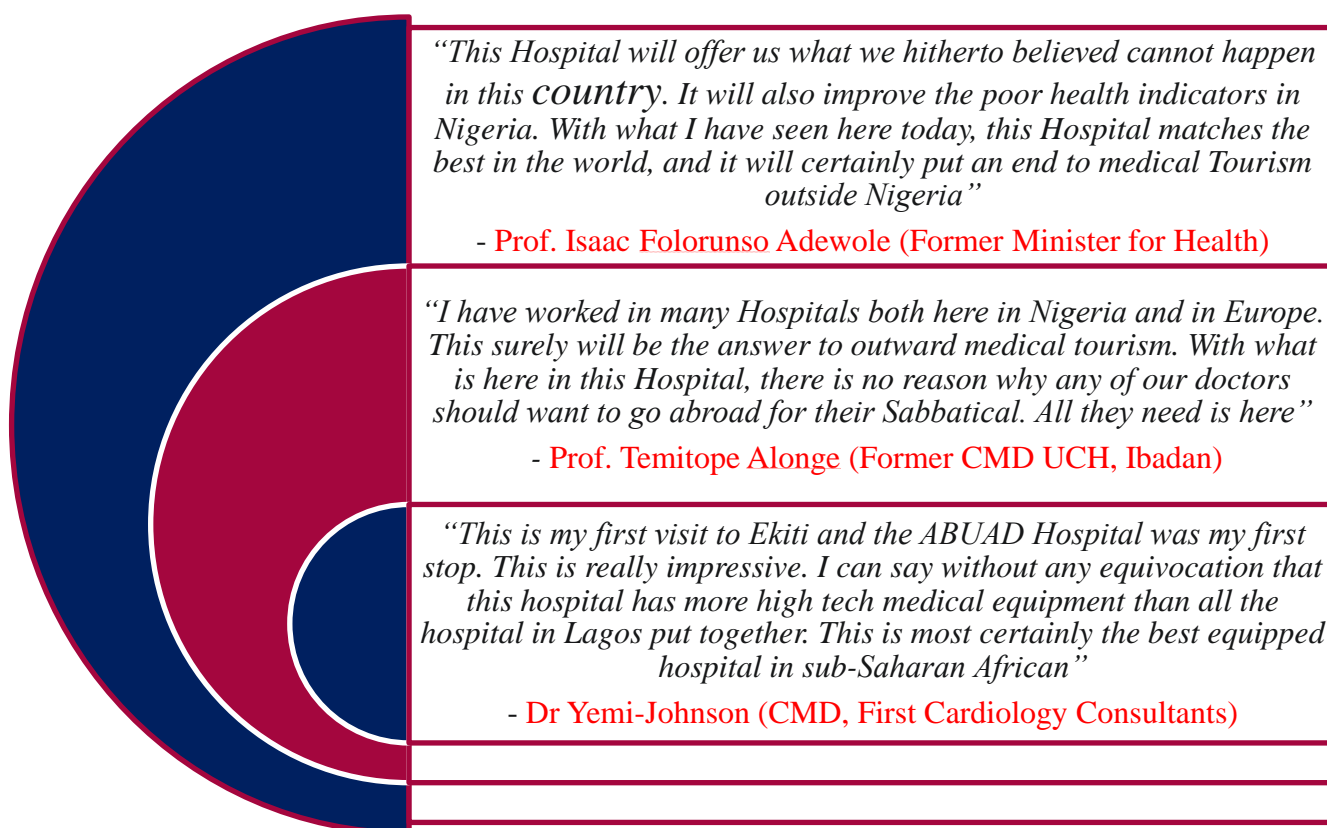 “This Hospital will offer us what we hitherto believed cannot happen
in this country. It will also improve the poor health indicators in
Nigeria. With what I have seen here today, this Hospital matches the
best in the world, and it will certainly put an end to medical Tourism
outside Nigeria”
- Prof. Isaac Folorunso Adewole (Former Minister for Health)
“I have worked in many Hospitals both here in Nigeria and in Europe.
This surely will be the answer to outward medical tourism. With what
is here in this Hospital, there is no reason why any of our doctors
should want to go abroad for their Sabbatical. All they need is here”
- Prof. Temitope Alonge (Former CMD UCH, Ibadan)
“This is my first visit to Ekiti and the ABUAD Hospital was my first
stop. This is really impressive. I can say without any equivocation that
this hospital has more high tech medical equipment than all the
hospital in Lagos put together. This is most certainly the best equipped
hospital in sub-Saharan African”
- Dr Yemi-Johnson (CMD, First Cardiology Consultants)